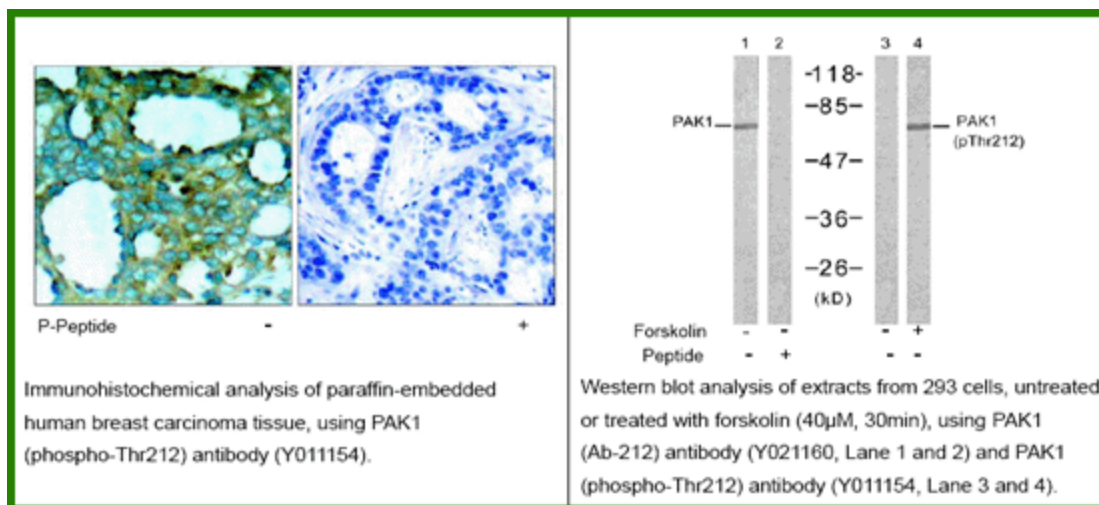 P-Peptide - +
Immunohistochemical analysis of paraffin-embedded
human breast carcinoma tissue, using PAK1
(phospho-Thr212) antibody (Y011154).
1 2 3 4
-118-
-85-
PAK1
PAK1
(pThr212)
-47-
-36-
-26-
(kD)
Forskolin - - - +
Peptide - + - -
Western blot analysis of extracts from 293 cells, untreated
or treated with forskolin (40µM, 30min), using PAK1
(Ab-212) antibody (Y021160, Lane 1 and 2) and PAK1
(phospho-Thr212) antibody (Y011154, Lane 3 and 4).